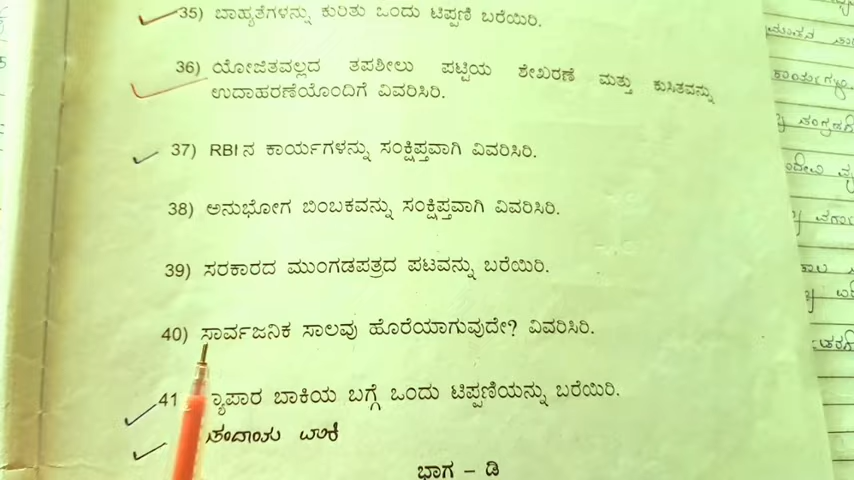 35) ಬಾಹ್ಯತೆಗಳನ್ನು ಕುರಿತು ಒಂದು ಟಿಪ್ಪಣಿ ಬರೆಯಿರಿ.
36) ಯೋಜಿತವಲ್ಲದ ತಪಶೀಲು ಪಟ್ಟಿಯ ಶೇಖರಣೆ ಮತ್ತು ಕುಸಿತವನ್ನು
ಉದಾಹರಣೆಯೊಂದಿಗೆ ವಿವರಿಸಿರಿ.
37) RBI ನ ಕಾರ್ಯಗಳನ್ನು ಸಂಕ್ಷಿಪ್ತವಾಗಿ ವಿವರಿಸಿರಿ.
38) ಅನುಭೋಗ ಬಿಂಬಕವನ್ನು ಸಂಕ್ಷಿಪ್ತವಾಗಿ ವಿವರಿಸಿರಿ.
39) ಸರಕಾರದ ಮುಂಗಡಪತ್ರದ ಪಟವನ್ನು ಬರೆಯಿರಿ.
40) ಸಾರ್ವಜನಿಕ ಸಾಲವು ಹೊರೆಯಾಗುವುದೇ? ವಿವರಿಸಿರಿ.
41 ಬಾಕಿಯ ಬಗ್ಗೆ ಒಂದು ಟಿಪ್ಪಣಿಯನ್ನು ಬರೆಯಿರಿ.
ಭಾಗ – ಡಿ